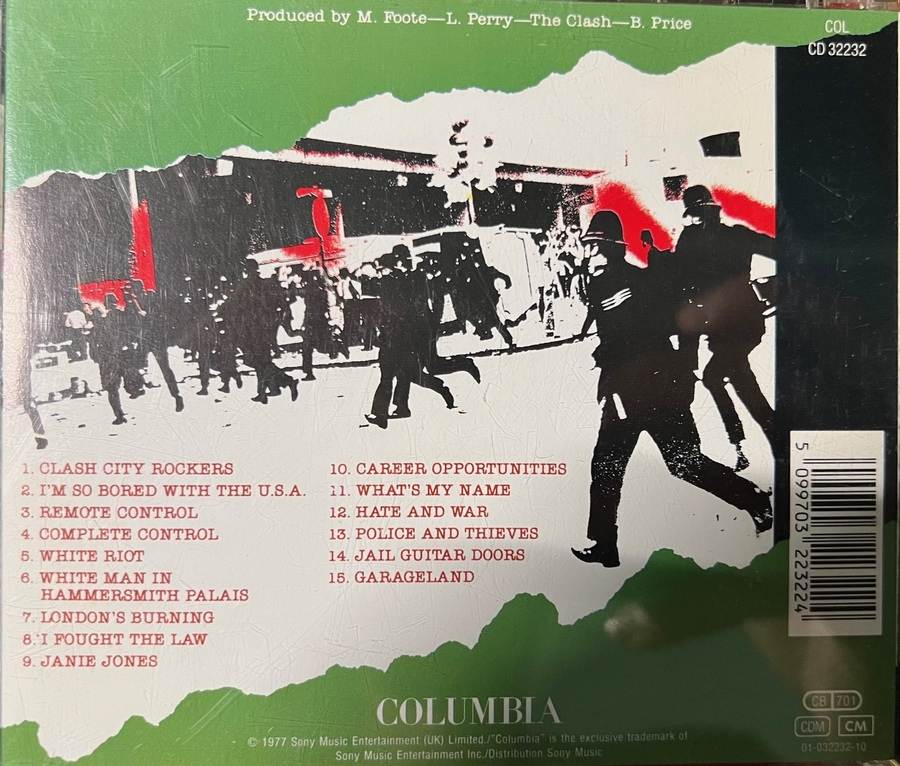 Produced by M. Foote—L. Perry—The Clash—B. Price
COL
CD 32232
1. CLASH CITY ROCKERS
2. I'M SO BORED WITH THE U.S.A.
3. REMOTE CONTROL
4. COMPLETE CONTROL
5. WHITE RIOT
6. WHITE MAN IN
HAMMERSMITH PALAIS
7. LONDON'S BURNING
8. I FOUGHT THE LAW
9. JANIE JONES
10. CAREER OPPORTUNITIES
11. WHAT'S MY NAME
12. HATE AND WAR
13. POLICE AND THIEVES
14. JAIL GUITAR DOORS
15. GARAGELAND
5 099703 223224
COLUMBIA
© 1977 Sony Music Entertainment (UK) Limited./"Columbia" is the exclusive trademark of
Sony Music Entertainment Inc./Distribution Sony Music
CB 701
CDM CM
01-032232-10